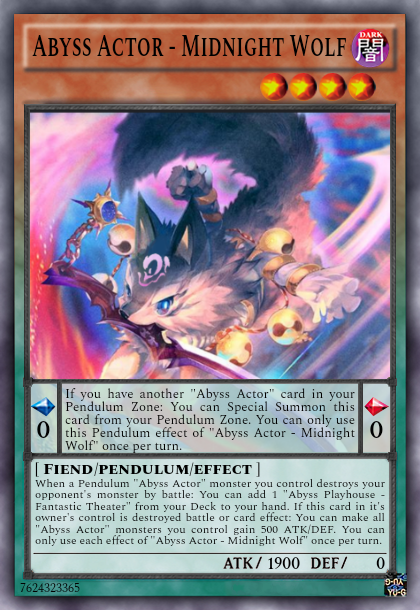 ABYSS ACTOR - MIDNIGHT WOLF
DARK
闇
If you have another "Abyss Actor" card in your
Pendulum Zone: You can Special Summon this
card from your Pendulum Zone. You can only use
this Pendulum effect of "Abyss Actor - Midnight
Wolf" once per turn.
0
0
[ FIEND/PENDULUM/EFFECT ]
When a Pendulum "Abyss Actor" monster you control destroys your
opponent's monster by battle: You can add 1 "Abyss Playhouse -
Fantastic Theater" from your Deck to your hand. If this card in it's
owner's control is destroyed battle or card effect: You can make all
"Abyss Actor" monsters you control gain 500 ATK/DEF. You can
only use each effect of "Abyss Actor - Midnight Wolf" once per turn.
ATK/ 1900 DEF/ 0
7624323365